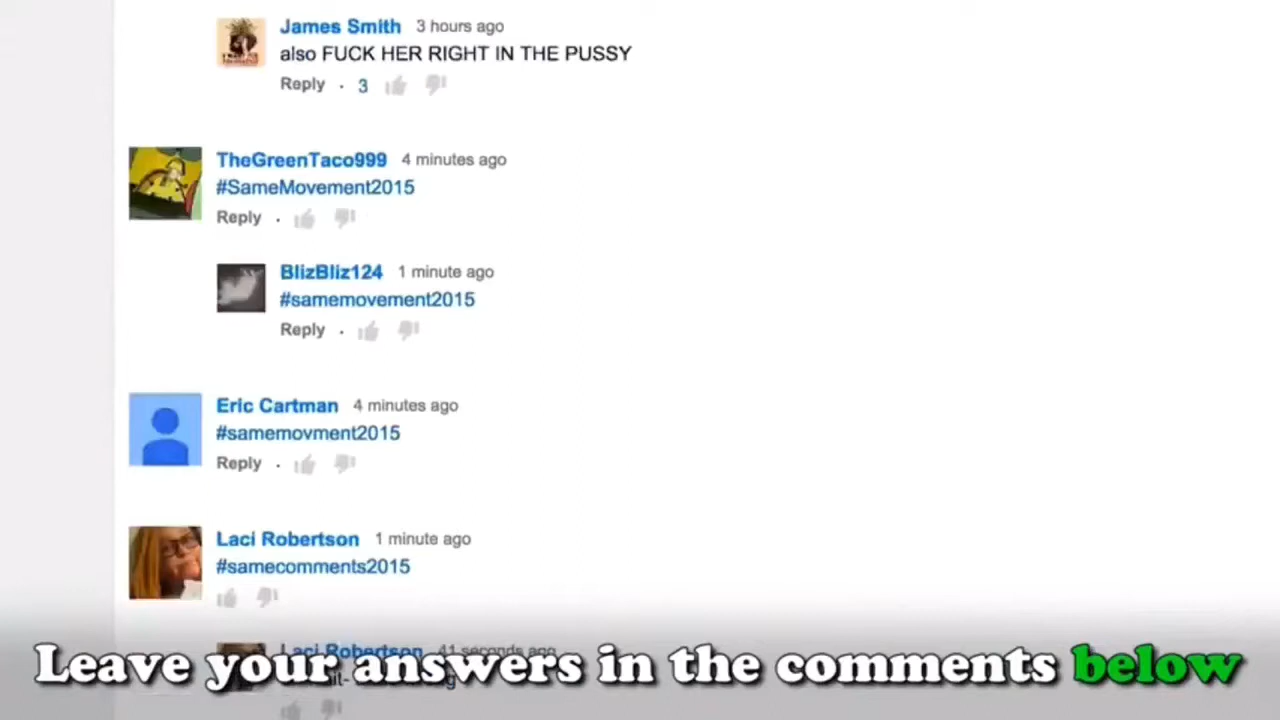 James Smith 3 hours ago
also FUCK HER RIGHT IN THE PUSSY
Reply · 3
TheGreenTaco999 4 minutes ago
#SameMovement2015
Reply ·
BlizBliz124 1 minute ago
#samemovement2015
Reply ·
Eric Cartman 4 minutes ago
#samemovment2015
Reply ·
Laci Robertson 1 minute ago
#samecomments2015
Laci Robertson 41 seconds ago
Leave your answers in the comments below